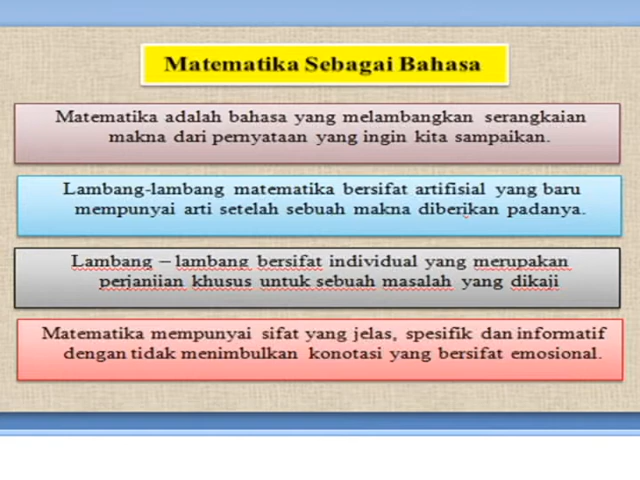 Matematika Sebagai Bahasa
Matematika adalah bahasa yang melambangkan serangkaian
makna dari pernyataan yang ingin kita sampaikan.
Lambang-lambang matematika bersifat artifisial yang baru
mempunyai arti setelah sebuah makna diberikan padanya.
Lambang – lambang bersifat individual yang merupakan
perjanjian khusus untuk sebuah masalah yang dikaji
Matematika mempunyai sifat yang jelas, spesifik dan informatif
dengan tidak menimbulkan konotasi yang bersifat emosional.